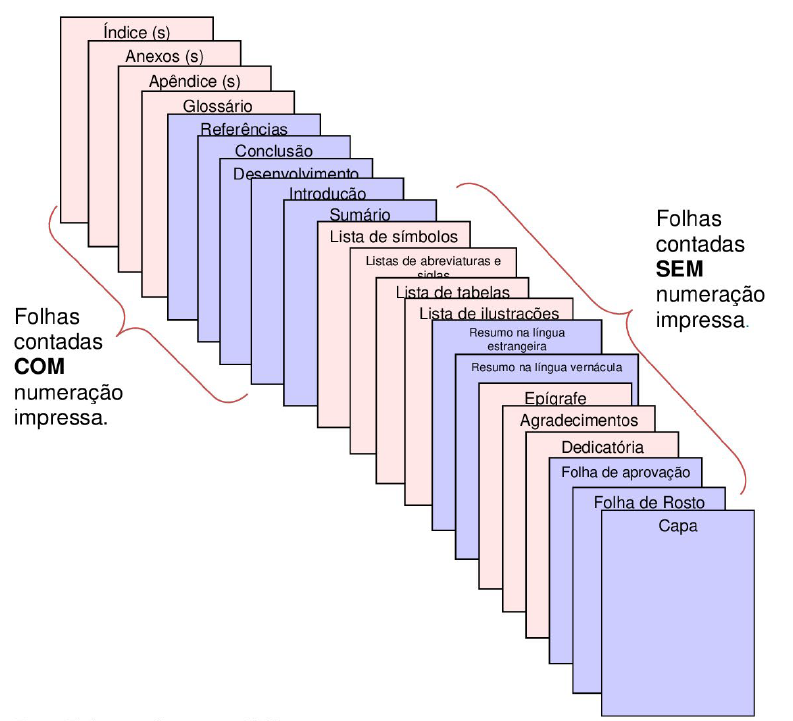 Índice (s)
Anexos (s)
Apêndice (s)
Glossário
Referências
Conclusão
Desenvolvimento
Introdução
Sumário
Lista de símbolos
Listas de abreviaturas e
siglas
Lista de tabelas
Lista de ilustrações
Resumo na língua
estrangeira
Resumo na língua vernácula
Epígrafe
Agradecimentos
Dedicatória
Folha de aprovação
Folha de Rosto
Capa
Folhas
contadas
SEM
numeração
impressa.
Folhas
contadas
COM
numeração
impressa.